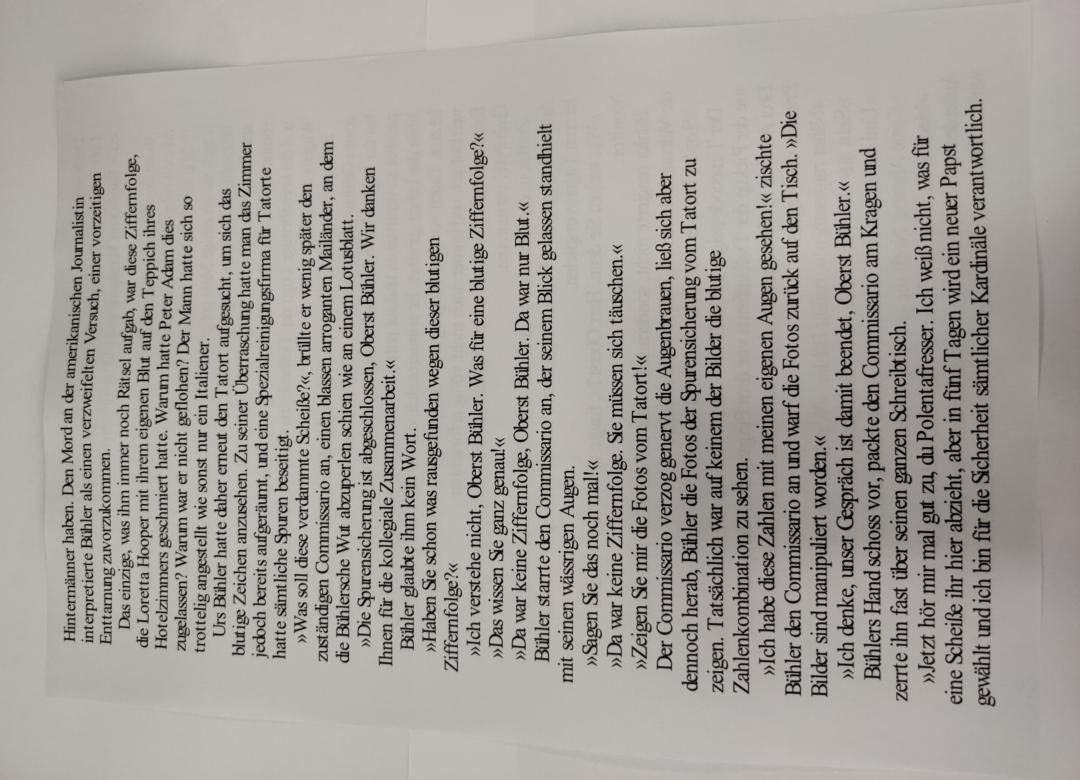 Hintermänner haben. Den Mord an der amerikanischen Journalistin
interpretierte Bühler als einen verzweifelten Versuch, einer vorzeitigen
Enttarnung zuvorzukommen.
Das einzige, was ihm immer noch Rätsel aufgab, war diese Ziffernfolge,
die Loretta Hooper mit ihrem eigenen Blut auf den Teppich ihres
Hotelzimmers geschmiert hatte. Warum hatte Peter Adam dies
zugelassen? Warum war er nicht geflohen? Der Mann hatte sich so
trottelig angestellt wie sonst nur ein Italiener.
Urs Bühler hatte daher erneut den Tatort aufgesucht, um sich das
blutige Zeichen anzusehen. Zu seiner Überraschung hatte man das Zimmer
jedoch bereits aufgeräumt, und eine Spezialreinigungsfirma für Tatorte
hatte sämtliche Spuren beseitigt.
»Was soll diese verdammte Scheiße?«, brüllte er wenig später den
zuständigen Commissario an, einen blassen arroganten Mailänder, an dem
die Bühlersche Wut abzuperlen schien wie an einem Lotusblatt.
»Die Spurensicherung ist abgeschlossen, Oberst Bühler. Wir danken
Ihnen für die kollegiale Zusammenarbeit.«
Bühler glaubte ihm kein Wort.
»Haben Sie schon was rausgefunden wegen dieser blutigen
Ziffernfolge?«
»Ich verstehe nicht, Oberst Bühler. Was für eine blutige Ziffernfolge?«
»Das wissen Sie ganz genau!«
»Da war keine Ziffernfolge, Oberst Bühler. Da war nur Blut.«
Bühler starrte den Commissario an, der seinem Blick gelassen standhielt
mit seinen wässrigen Augen.
»Sagen Sie das noch mal!«
»Da war keine Ziffernfolge. Sie müssen sich täuschen.«
»Zeigen Sie mir die Fotos vom Tatort!«
Der Commissario verzog genervt die Augenbrauen, ließ sich aber
dennoch herab, Bühler die Fotos der Spurensicherung vom Tatort zu
zeigen. Tatsächlich war auf keinem der Bilder die blutige
Zahlenkombination zu sehen.
»Ich habe diese Zahlen mit meinen eigenen Augen gesehen!« zischte
Bühler den Commissario an und warf die Fotos zurück auf den Tisch. »Die
Bilder sind manipuliert worden.«
»Ich denke, unser Gespräch ist damit beendet, Oberst Bühler.«
Bühlers Hand schoss vor, packte den Commissario am Kragen und
zerrte ihn fast über seinen ganzen Schreibtisch.
»Jetzt hör mir mal gut zu, du Polentafresser. Ich weiß nicht, was für
eine Scheiße ihr hier abzieht, aber in fünf Tagen wird ein neuer Papst
gewählt und ich bin für die Sicherheit sämtlicher Kardinäle verantwortlich.